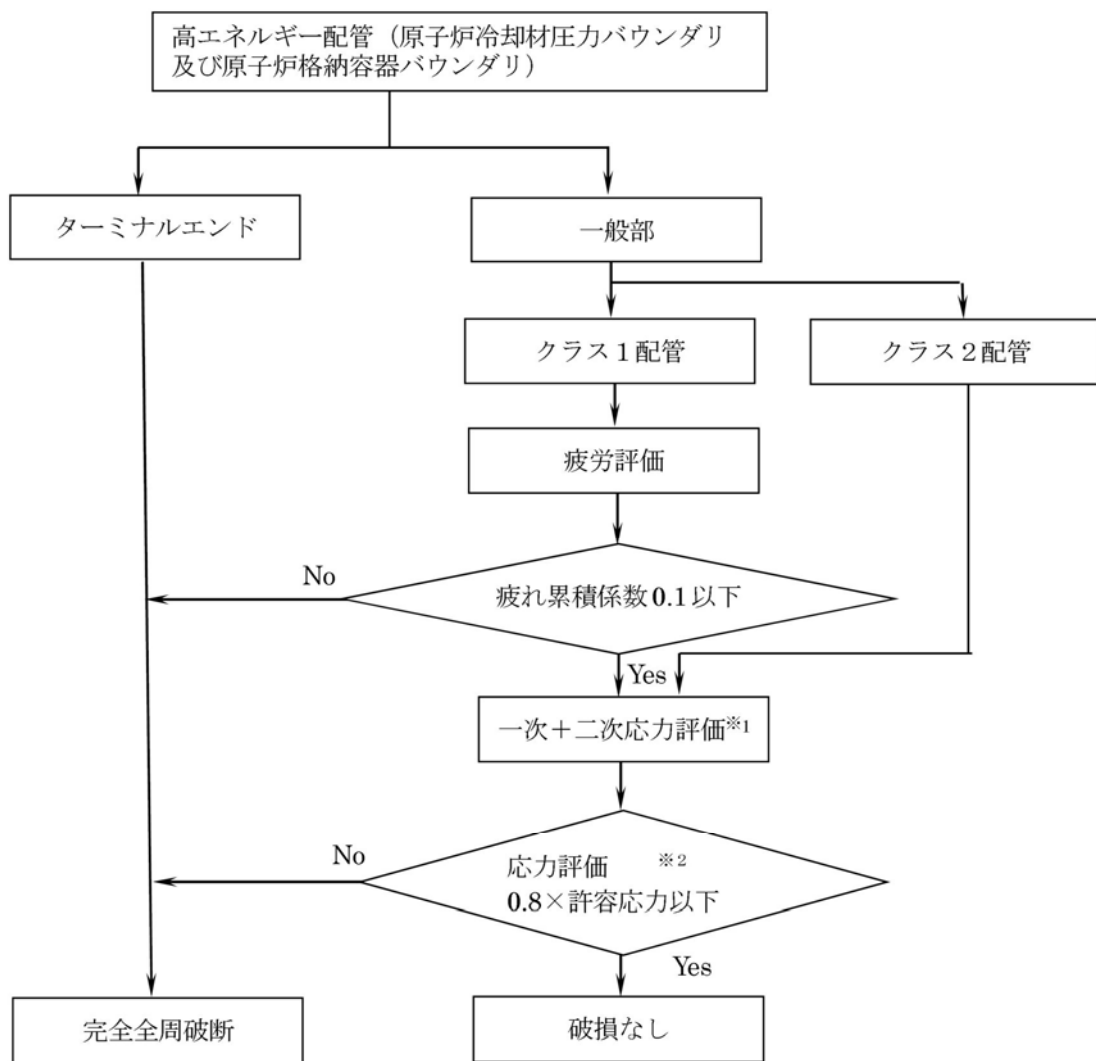 高エネルギー配管（原子炉冷却材圧力バウンダリ
及び原子炉格納容器バウンダリ）
ターミナルエンド
一般部
クラス１配管
クラス２配管
疲労評価
No
疲れ累積係数 0.1 以下
Yes
一次＋二次応力評価※1
No
応力評価 ※2
0.8×許容応力以下
Yes
完全全周破断
破損なし